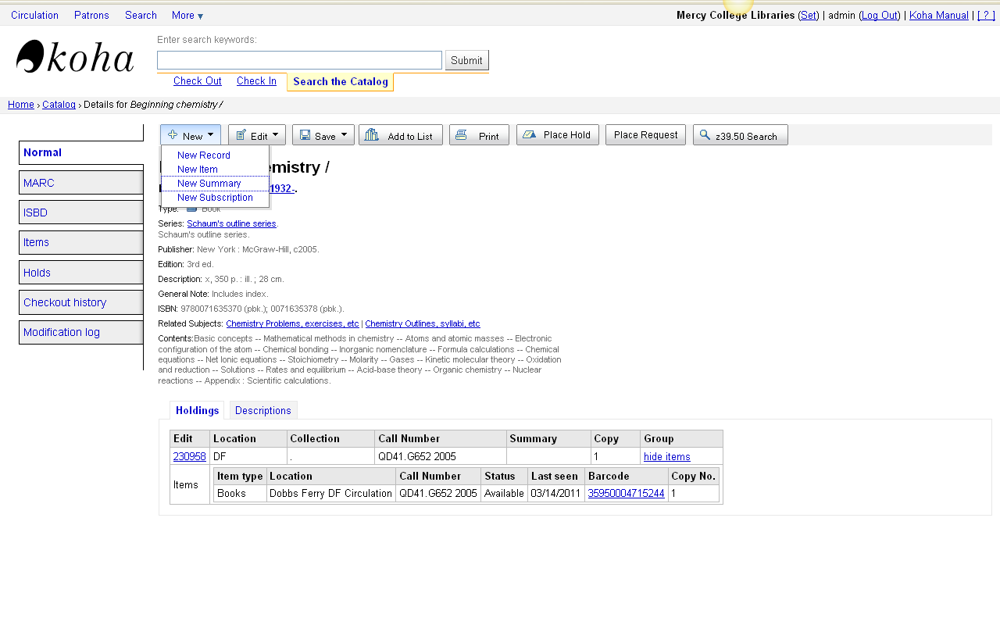 Circulation Patrons Search More ▼ Mercy College Libraries (Set) | admin (Log Out) | Koha Manual | [ ? ]
koha
Enter search keywords:
Submit
Check Out Check In Search the Catalog
Home › Catalog › Details for Beginning chemistry /
New Edit Save Add to List Print Place Hold Place Request z39.50 Search
New Record
New Item
New Summary
New Subscription
emistry /
1932-.
Type: Book
Series: Schaum's outline series.
Schaum's outline series.
Publisher: New York : McGraw-Hill, c2005.
Edition: 3rd ed.
Description: x, 350 p. : ill. ; 28 cm.
General Note: Includes index.
ISBN: 9780071635370 (pbk.); 0071635378 (pbk.).
Related Subjects: Chemistry Problems, exercises, etc | Chemistry Outlines, syllabi, etc
Contents:Basic concepts -- Mathematical methods in chemistry -- Atoms and atomic masses -- Electronic
configuration of the atom -- Chemical bonding -- Inorganic nomenclature -- Formula calculations -- Chemical
equations -- Net Ionic equations -- Stoichiometry -- Molarity -- Gases -- Kinetic molecular theory -- Oxidation
and reduction -- Solutions -- Rates and equilibrium -- Acid-base theory -- Organic chemistry -- Nuclear
reactions -- Appendix : Scientific calculations.
Normal
MARC
ISBD
Items
Holds
Checkout history
Modification log
Holdings Descriptions
Edit Location Collection Call Number Summary Copy Group
230958 DF . QD41.G652 2005 1 hide items
Items
Item type Location Call Number Status Last seen Barcode Copy No.
Books Dobbs Ferry DF Circulation QD41.G652 2005 Available 03/14/2011 35950004715244 1